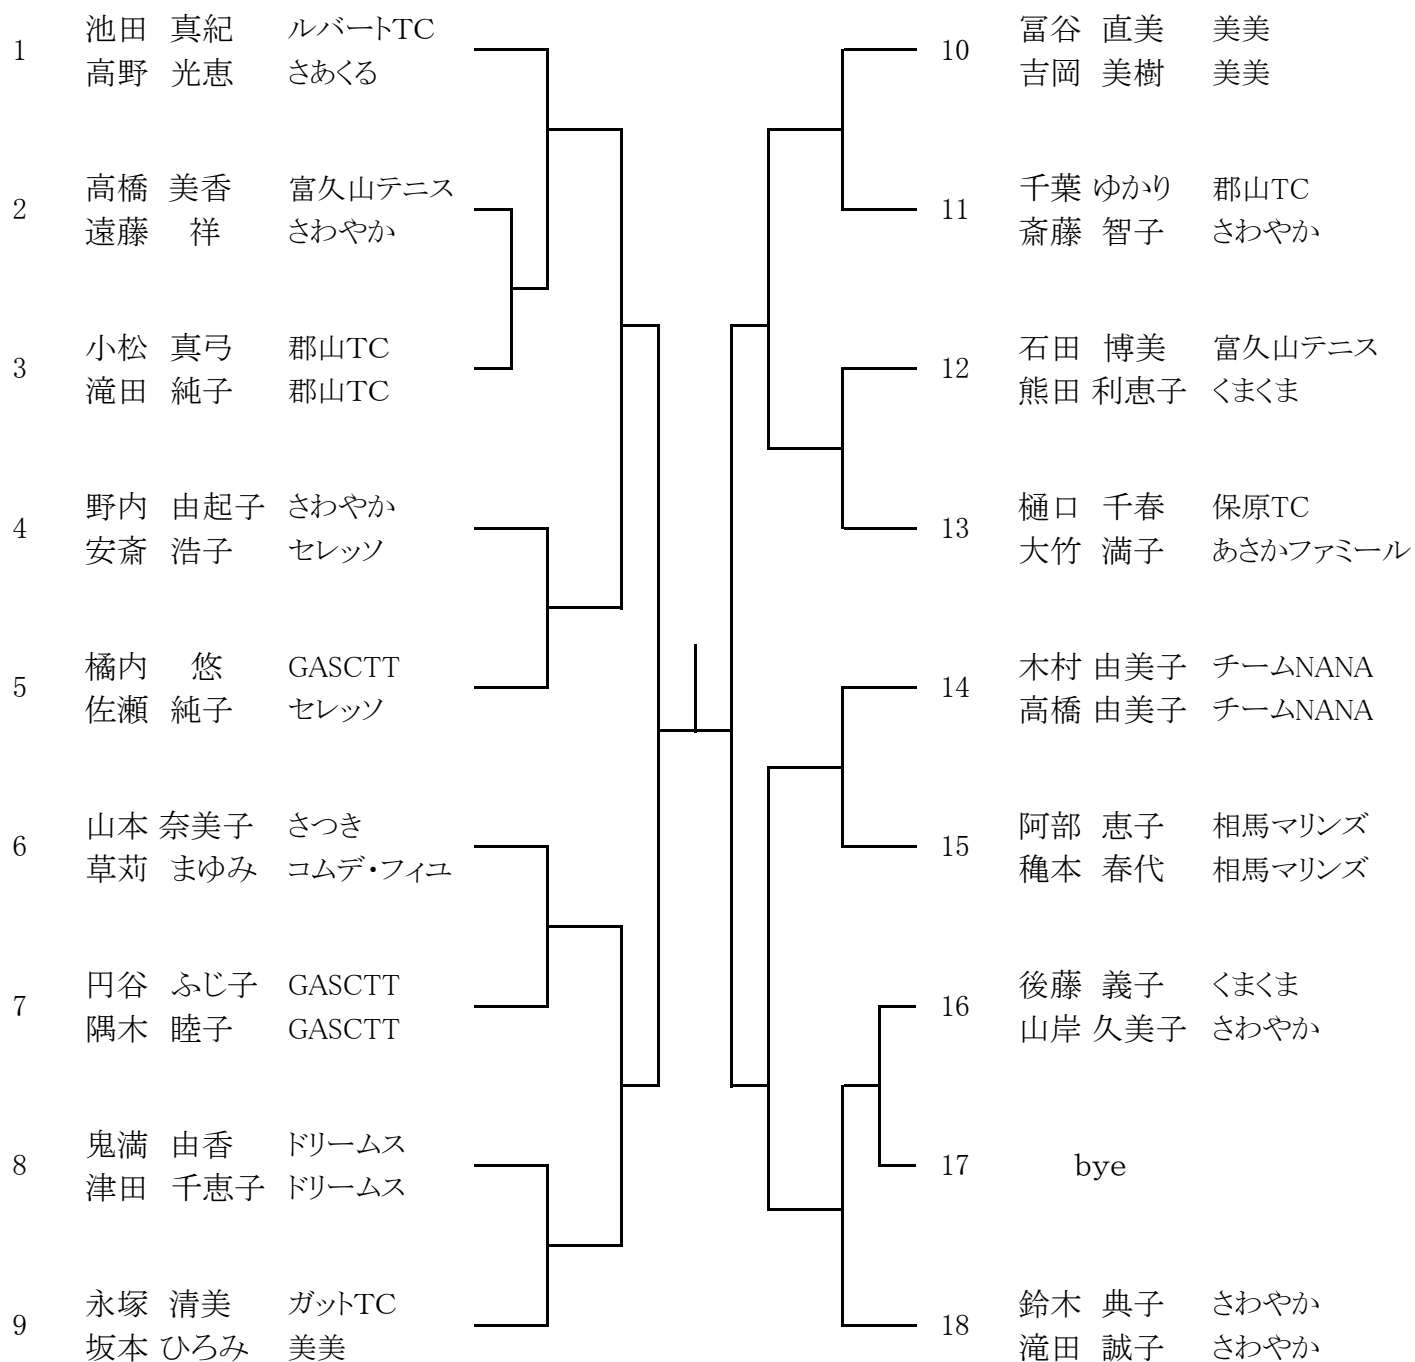 1
池田 真紀 ルバートTC
高野 光恵 さあくる
2
高橋 美香 富久山テニス
遠藤 祥 さわやか
3
小松 真弓 郡山TC
滝田 純子 郡山TC
4
野内 由起子 さわやか
安斎 浩子 セレッソ
5
橘内 悠 GASCTT
佐瀬 純子 セレッソ
6
山本 奈美子 さつき
草苅 まゆみ コムデ・フィユ
7
円谷 ふじ子 GASCTT
隅木 睦子 GASCTT
8
鬼満 由香 ドリームス
津田 千恵子 ドリームス
9
永塚 清美 ガットTC
坂本 ひろみ 美美
10
冨谷 直美 美美
吉岡 美樹 美美
11
千葉 ゆかり 郡山TC
斎藤 智子 さわやか
12
石田 博美 富久山テニス
熊田 利恵子 くまくま
13
樋口 千春 保原TC
大竹 満子 あさかファミール
14
木村 由美子 チームNANA
高橋 由美子 チームNANA
15
阿部 恵子 相馬マリンズ
穐本 春代 相馬マリンズ
16
後藤 義子 くまくま
山岸 久美子 さわやか
17
bye
18
鈴木 典子 さわやか
滝田 誠子 さわやか